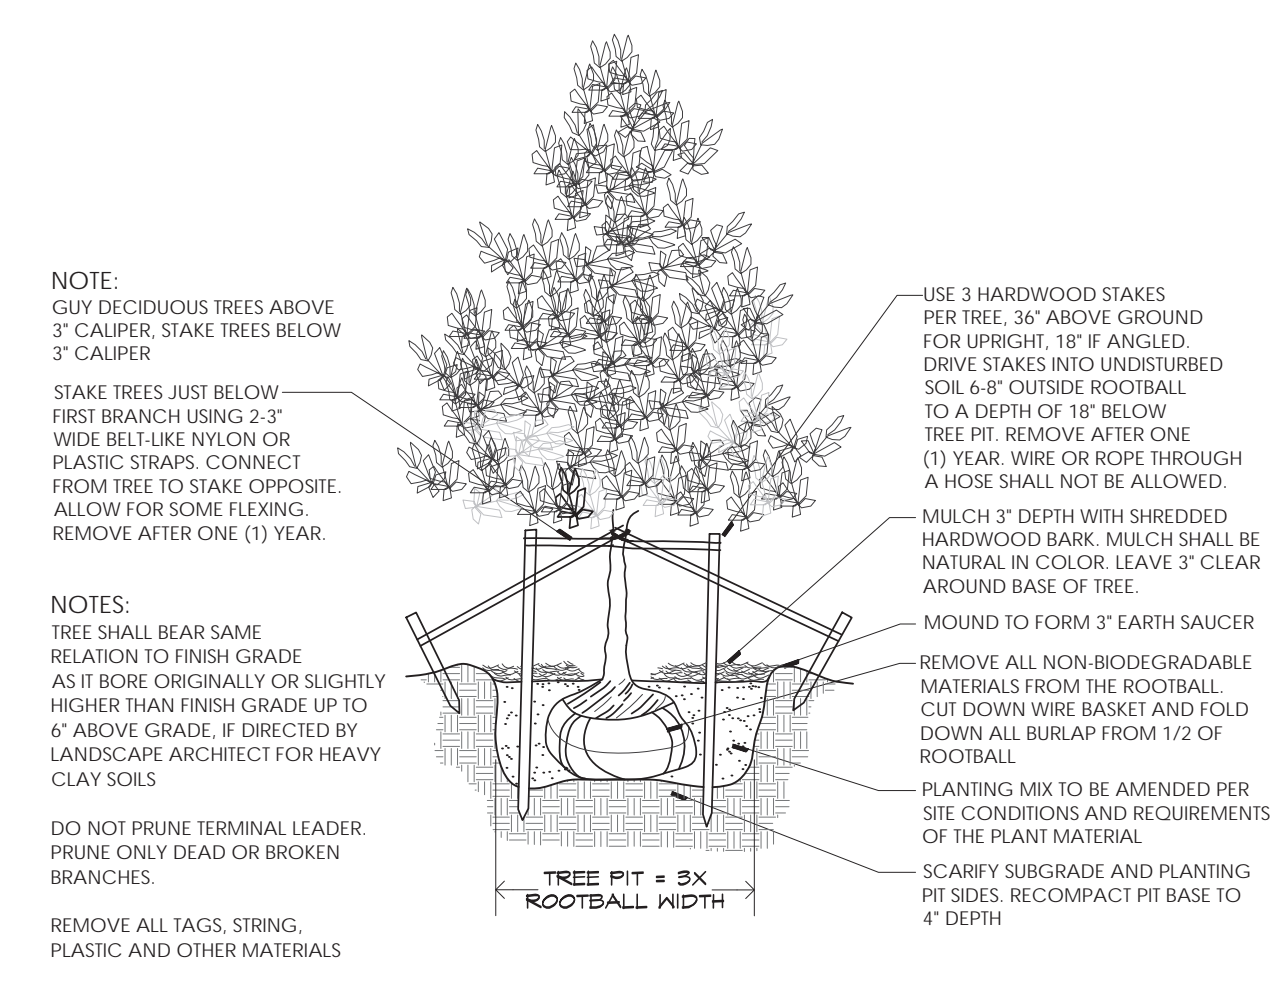 NOTE:
GUY DECIDUOUS TREES ABOVE
3" CALIPER, STAKE TREES BELOW
3" CALIPER
STAKE TREES JUST BELOW
FIRST BRANCH USING 2-3"
WIDE BELT-LIKE NYLON OR
PLASTIC STRAPS. CONNECT
FROM TREE TO STAKE OPPOSITE.
ALLOW FOR SOME FLEXING.
REMOVE AFTER ONE (1) YEAR.
NOTES:
TREE SHALL BEAR SAME
RELATION TO FINISH GRADE
AS IT BORE ORIGINALLY OR SLIGHTLY
HIGHER THAN FINISH GRADE UP TO
6" ABOVE GRADE, IF DIRECTED BY
LANDSCAPE ARCHITECT FOR HEAVY
CLAY SOILS
DO NOT PRUNE TERMINAL LEADER.
PRUNE ONLY DEAD OR BROKEN
BRANCHES.
REMOVE ALL TAGS, STRING,
PLASTIC AND OTHER MATERIALS
USE 3 HARDWOOD STAKES
PER TREE, 36" ABOVE GROUND
FOR UPRIGHT, 18" IF ANGLED.
DRIVE STAKES INTO UNDISTURBED
SOIL 6-8" OUTSIDE ROOTBALL
TO A DEPTH OF 18" BELOW
TREE PIT. REMOVE AFTER ONE
(1) YEAR. WIRE OR ROPE THROUGH
A HOSE SHALL NOT BE ALLOWED.
MULCH 3" DEPTH WITH SHREDDED
HARDWOOD BARK. MULCH SHALL BE
NATURAL IN COLOR. LEAVE 3" CLEAR
AROUND BASE OF TREE.
MOUND TO FORM 3" EARTH SAUCER
REMOVE ALL NON-BIODEGRADABLE
MATERIALS FROM THE ROOTBALL.
CUT DOWN WIRE BASKET AND FOLD
DOWN ALL BURLAP FROM 1/2 OF
ROOTBALL
PLANTING MIX TO BE AMENDED PER
SITE CONDITIONS AND REQUIREMENTS
OF THE PLANT MATERIAL
SCARIFY SUBGRADE AND PLANTING
PIT SIDES. RECOMPACT PIT BASE TO
4" DEPTH
TREE PIT = 3X
ROOTBALL WIDTH